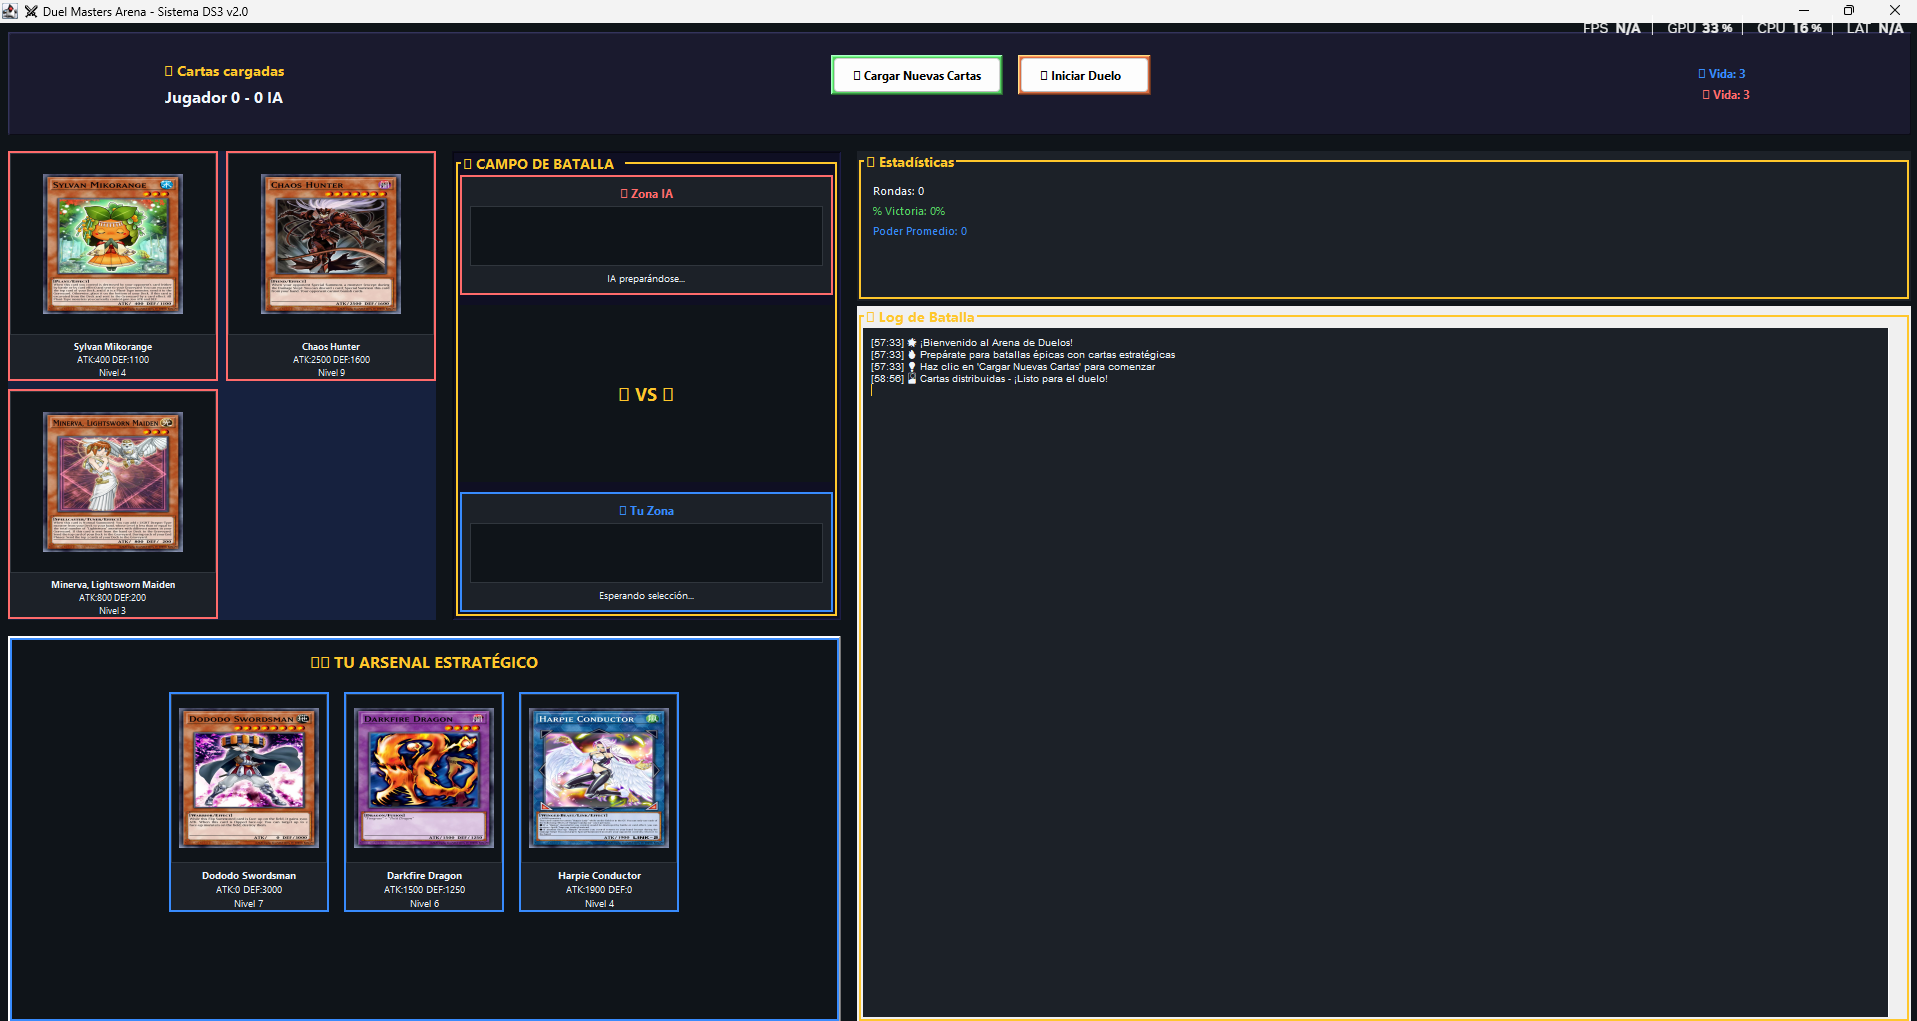 Duel Masters Arena - Sistema DS3 v2.0
FPS N/A | GPU 33 % | CPU 16 % | LAT N/A
Cartas cargadas
Jugador 0 - 0 IA
Cargar Nuevas Cartas
Iniciar Duelo
Vida: 3
Vida: 3
SYLVAN MIKORANGE
Sylvan Mikorange
ATK:400 DEF:1100
Nivel 4
CHAOS HUNTER
Chaos Hunter
ATK:2500 DEF:1600
Nivel 9
MINERVA, LIGHTSWORN MAIDEN
Minerva, Lightsworn Maiden
ATK:800 DEF:200
Nivel 3
CAMPO DE BATALLA
Zona IA
IA preparándose...
VS
Tu Zona
Esperando selección...
Estadísticas
Rondas: 0
% Victoria: 0%
Poder Promedio: 0
Log de Batalla
[57:33] ¡Bienvenido al Arena de Duelos!
[57:33] Prepárate para batallas épicas con cartas estratégicas
[57:33] Haz clic en 'Cargar Nuevas Cartas' para comenzar
[58:56] Cartas distribuidas - ¡Listo para el duelo!
TU ARSENAL ESTRATÉGICO
DODODO SWORDSMAN
Dododo Swordsman
ATK:0 DEF:3000
Nivel 7
DARKFIRE DRAGON
Darkfire Dragon
ATK:1500 DEF:1250
Nivel 6
HARPIE CONDUCTOR
Harpie Conductor
ATK:1900 DEF:0
Nivel 4